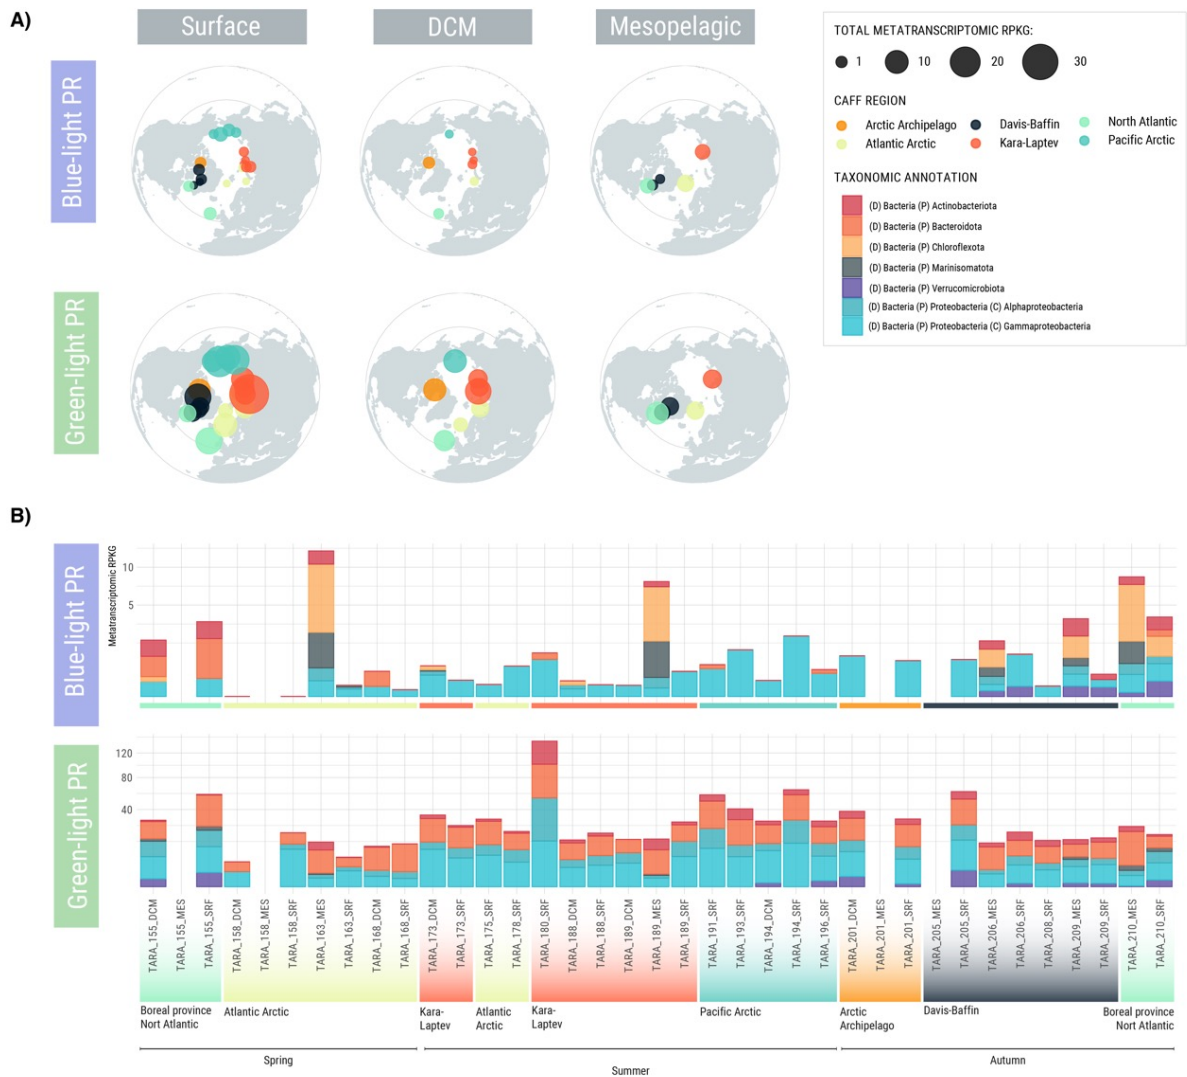 A)
Surface
DCM
Mesopelagic
Blue-light PR
Green-light PR
TOTAL METATRANSCRIPTOMIC RPKG:
1
10
20
30
CAFF REGION
Arctic Archipelago
Davis-Baffin
North Atlantic
Atlantic Arctic
Kara-Laptev
Pacific Arctic
TAXONOMIC ANNOTATION
(D) Bacteria (P) Actinobacteriota
(D) Bacteria (P) Bacteroidota
(D) Bacteria (P) Chloroflexota
(D) Bacteria (P) Marinisomatota
(D) Bacteria (P) Verrucomicrobiota
(D) Bacteria (P) Proteobacteria (C) Alphaproteobacteria
(D) Bacteria (P) Proteobacteria (C) Gammaproteobacteria
B)
Blue-light PR
Metatranscriptomic RPKG
10
5
Green-light PR
120
80
40
TARA_155_DCM
TARA_155_MES
TARA_155_SRF
TARA_158_DCM
TARA_158_MES
TARA_158_SRF
TARA_163_MES
TARA_163_SRF
TARA_168_DCM
TARA_168_SRF
TARA_173_DCM
TARA_173_SRF
TARA_175_SRF
TARA_178_SRF
TARA_180_SRF
TARA_188_DCM
TARA_188_SRF
TARA_189_DCM
TARA_189_MES
TARA_189_SRF
TARA_191_SRF
TARA_193_DCM
TARA_194_DCM
TARA_194_SRF
TARA_196_SRF
TARA_201_DCM
TARA_201_MES
TARA_201_SRF
TARA_205_MES
TARA_205_SRF
TARA_206_MES
TARA_206_SRF
TARA_208_SRF
TARA_209_MES
TARA_209_SRF
TARA_210_MES
TARA_210_SRF
Boreal province
Nort Atlantic
Atlantic Arctic
Kara-
Laptev
Atlantic
Arctic
Kara-
Laptev
Pacific Arctic
Arctic
Archipelago
Davis-Baffin
Boreal province
Nort Atlantic
Spring
Summer
Autumn